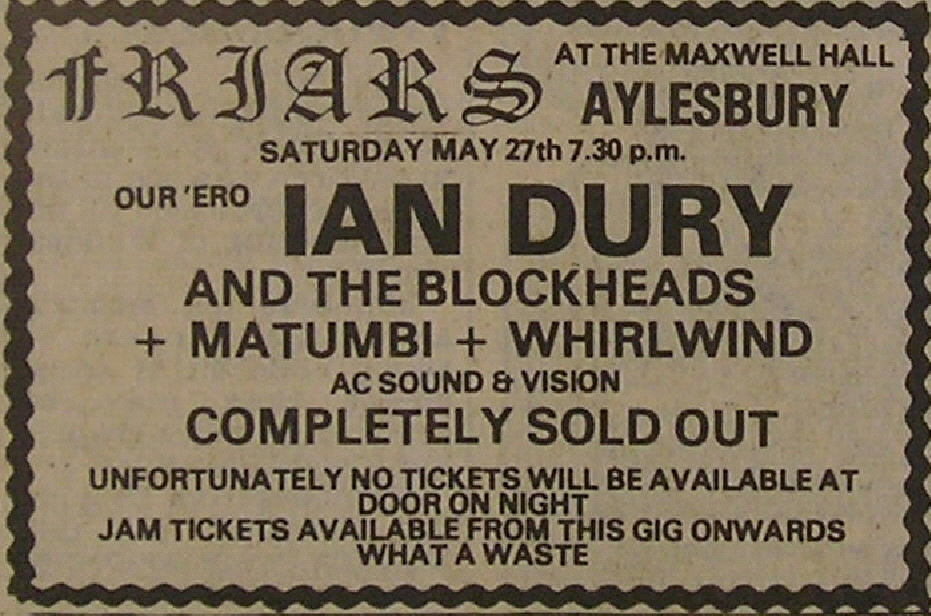 FRIARS AT THE MAXWELL HALL
AYLESBURY
SATURDAY MAY 27th 7.30 p.m.
OUR 'ERO IAN DURY
AND THE BLOCKHEADS
+ MATUMBI + WHIRLWIND
AC SOUND & VISION
COMPLETELY SOLD OUT
UNFORTUNATELY NO TICKETS WILL BE AVAILABLE AT
DOOR ON NIGHT
JAM TICKETS AVAILABLE FROM THIS GIG ONWARDS
WHAT A WASTE